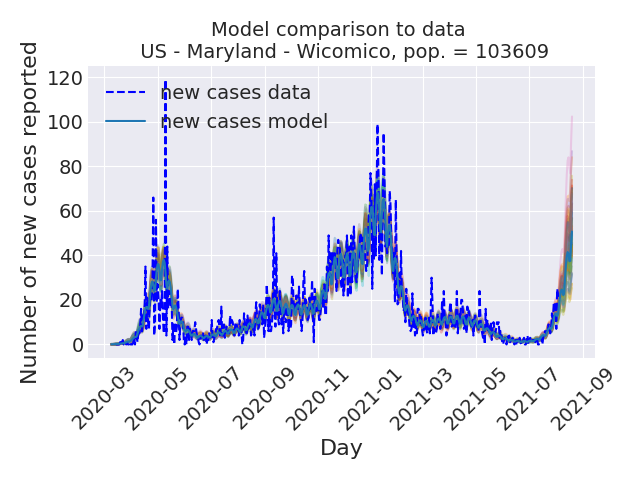 Model comparison to data
US - Maryland - Wicomico, pop. = 103609
Number of new cases reported
120
100
80
60
40
20
0
new cases data
new cases model
2020-03
2020-05
2020-07
2020-09
2020-11
2021-01
2021-03
2021-05
2021-07
2021-09
Day